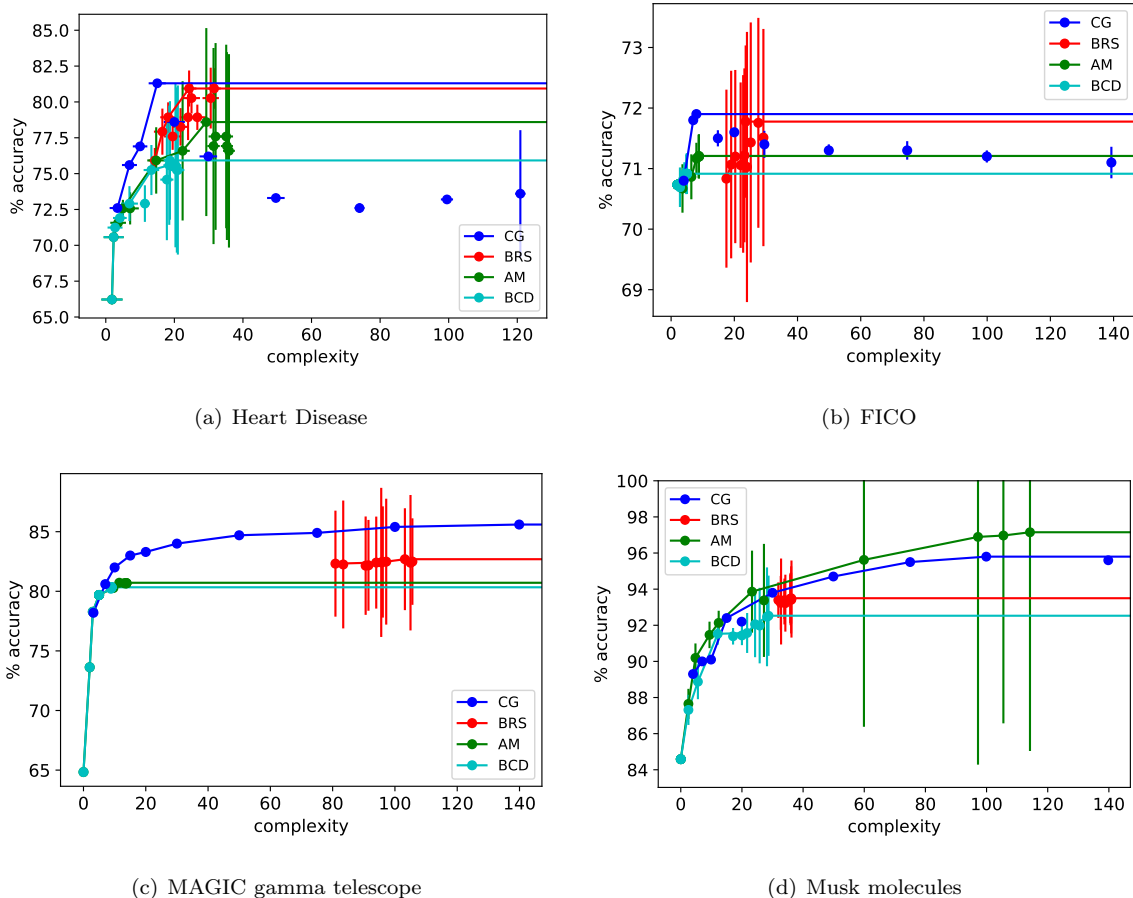 85.0
82.5
80.0
77.5
75.0
72.5
70.0
67.5
65.0
% accuracy
0 20 40 60 80 100 120
complexity
CG
BRS
AM
BCD
(a) Heart Disease
73
72
71
70
69
% accuracy
0 20 40 60 80 100 120 140
complexity
CG
BRS
AM
BCD
(b) FICO
85
80
75
70
65
% accuracy
0 20 40 60 80 100 120 140
complexity
CG
BRS
AM
BCD
(c) MAGIC gamma telescope
100
98
96
94
92
90
88
86
84
% accuracy
0 20 40 60 80 100 120 140
complexity
CG
BRS
AM
BCD
(d) Musk molecules